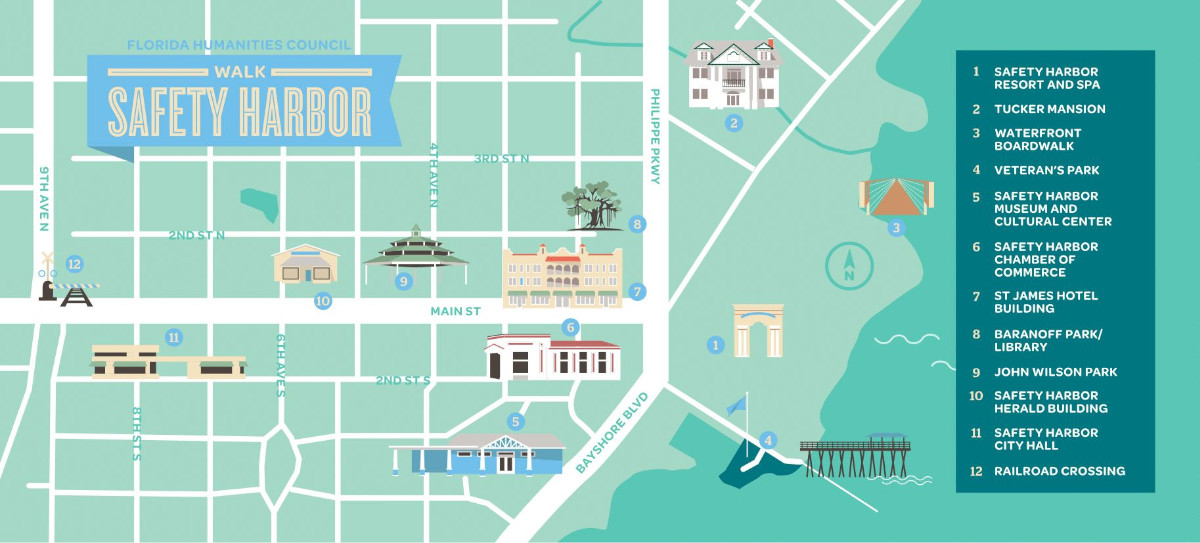 FLORIDA HUMANITIES COUNCIL
WALK
SAFETY HARBOR
9TH AVE N
4TH AVE N
3RD ST N
PHILIPPE PKWY
2ND ST N
MAIN ST
6TH AVE S
2ND ST S
8TH ST S
BAYSHORE BLVD
2
8
3
12
9
10
7
N
6
11
1
5
4
1 SAFETY HARBOR
RESORT AND SPA
2 TUCKER MANSION
3 WATERFRONT
BOARDWALK
4 VETERAN'S PARK
5 SAFETY HARBOR
MUSEUM AND
CULTURAL CENTER
6 SAFETY HARBOR
CHAMBER OF
COMMERCE
7 ST JAMES HOTEL
BUILDING
8 BARANOFF PARK/
LIBRARY
9 JOHN WILSON PARK
10 SAFETY HARBOR
HERALD BUILDING
11 SAFETY HARBOR
CITY HALL
12 RAILROAD CROSSING